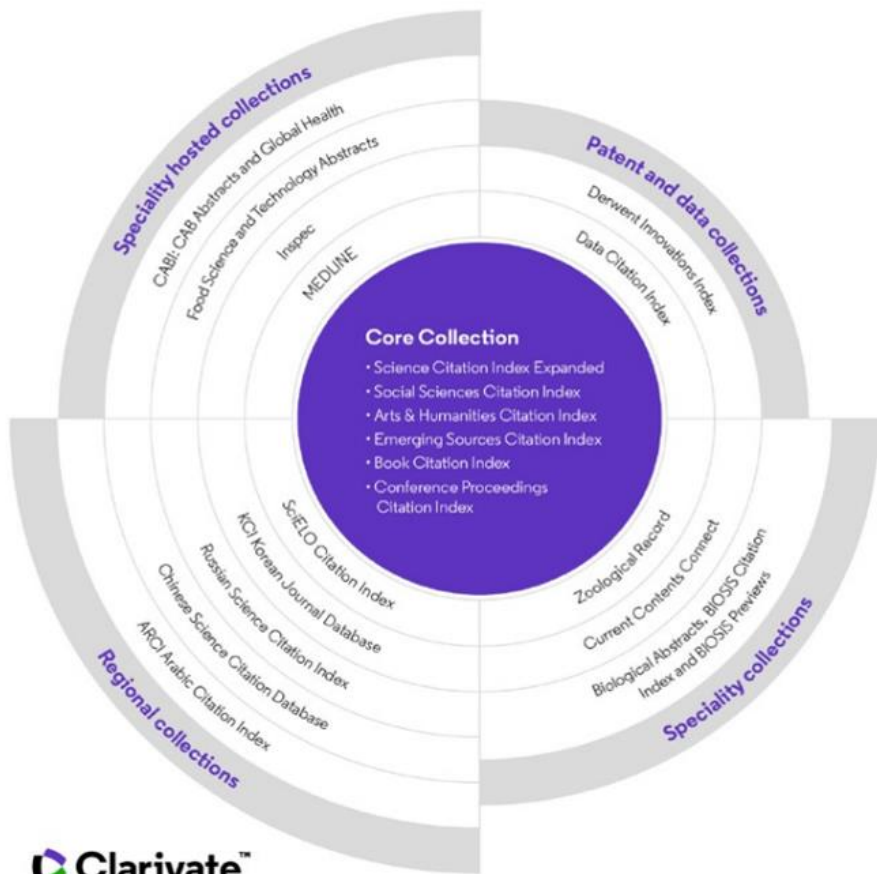 Speciality hosted collections
CABI: CAB Abstracts and Global Health
Food Science and Technology Abstracts
Inspec
MEDLINE
Patent and data collections
Derwent Innovations Index
Data Citation Index
Core Collection
• Science Citation Index Expanded
• Social Sciences Citation Index
• Arts & Humanities Citation Index
• Emerging Sources Citation Index
• Book Citation Index
• Conference Proceedings
Citation Index
SciELO Citation Index
KCI Korean Journal Database
Russian Science Citation Index
Chinese Science Citation Database
ARCI Arabic Citation Index
Regional collections
Zoological Record
Current Contents Connect
Biological Abstracts, BIOSIS Citation
Index and BIOSIS Previews
Speciality collections
Clarivate™